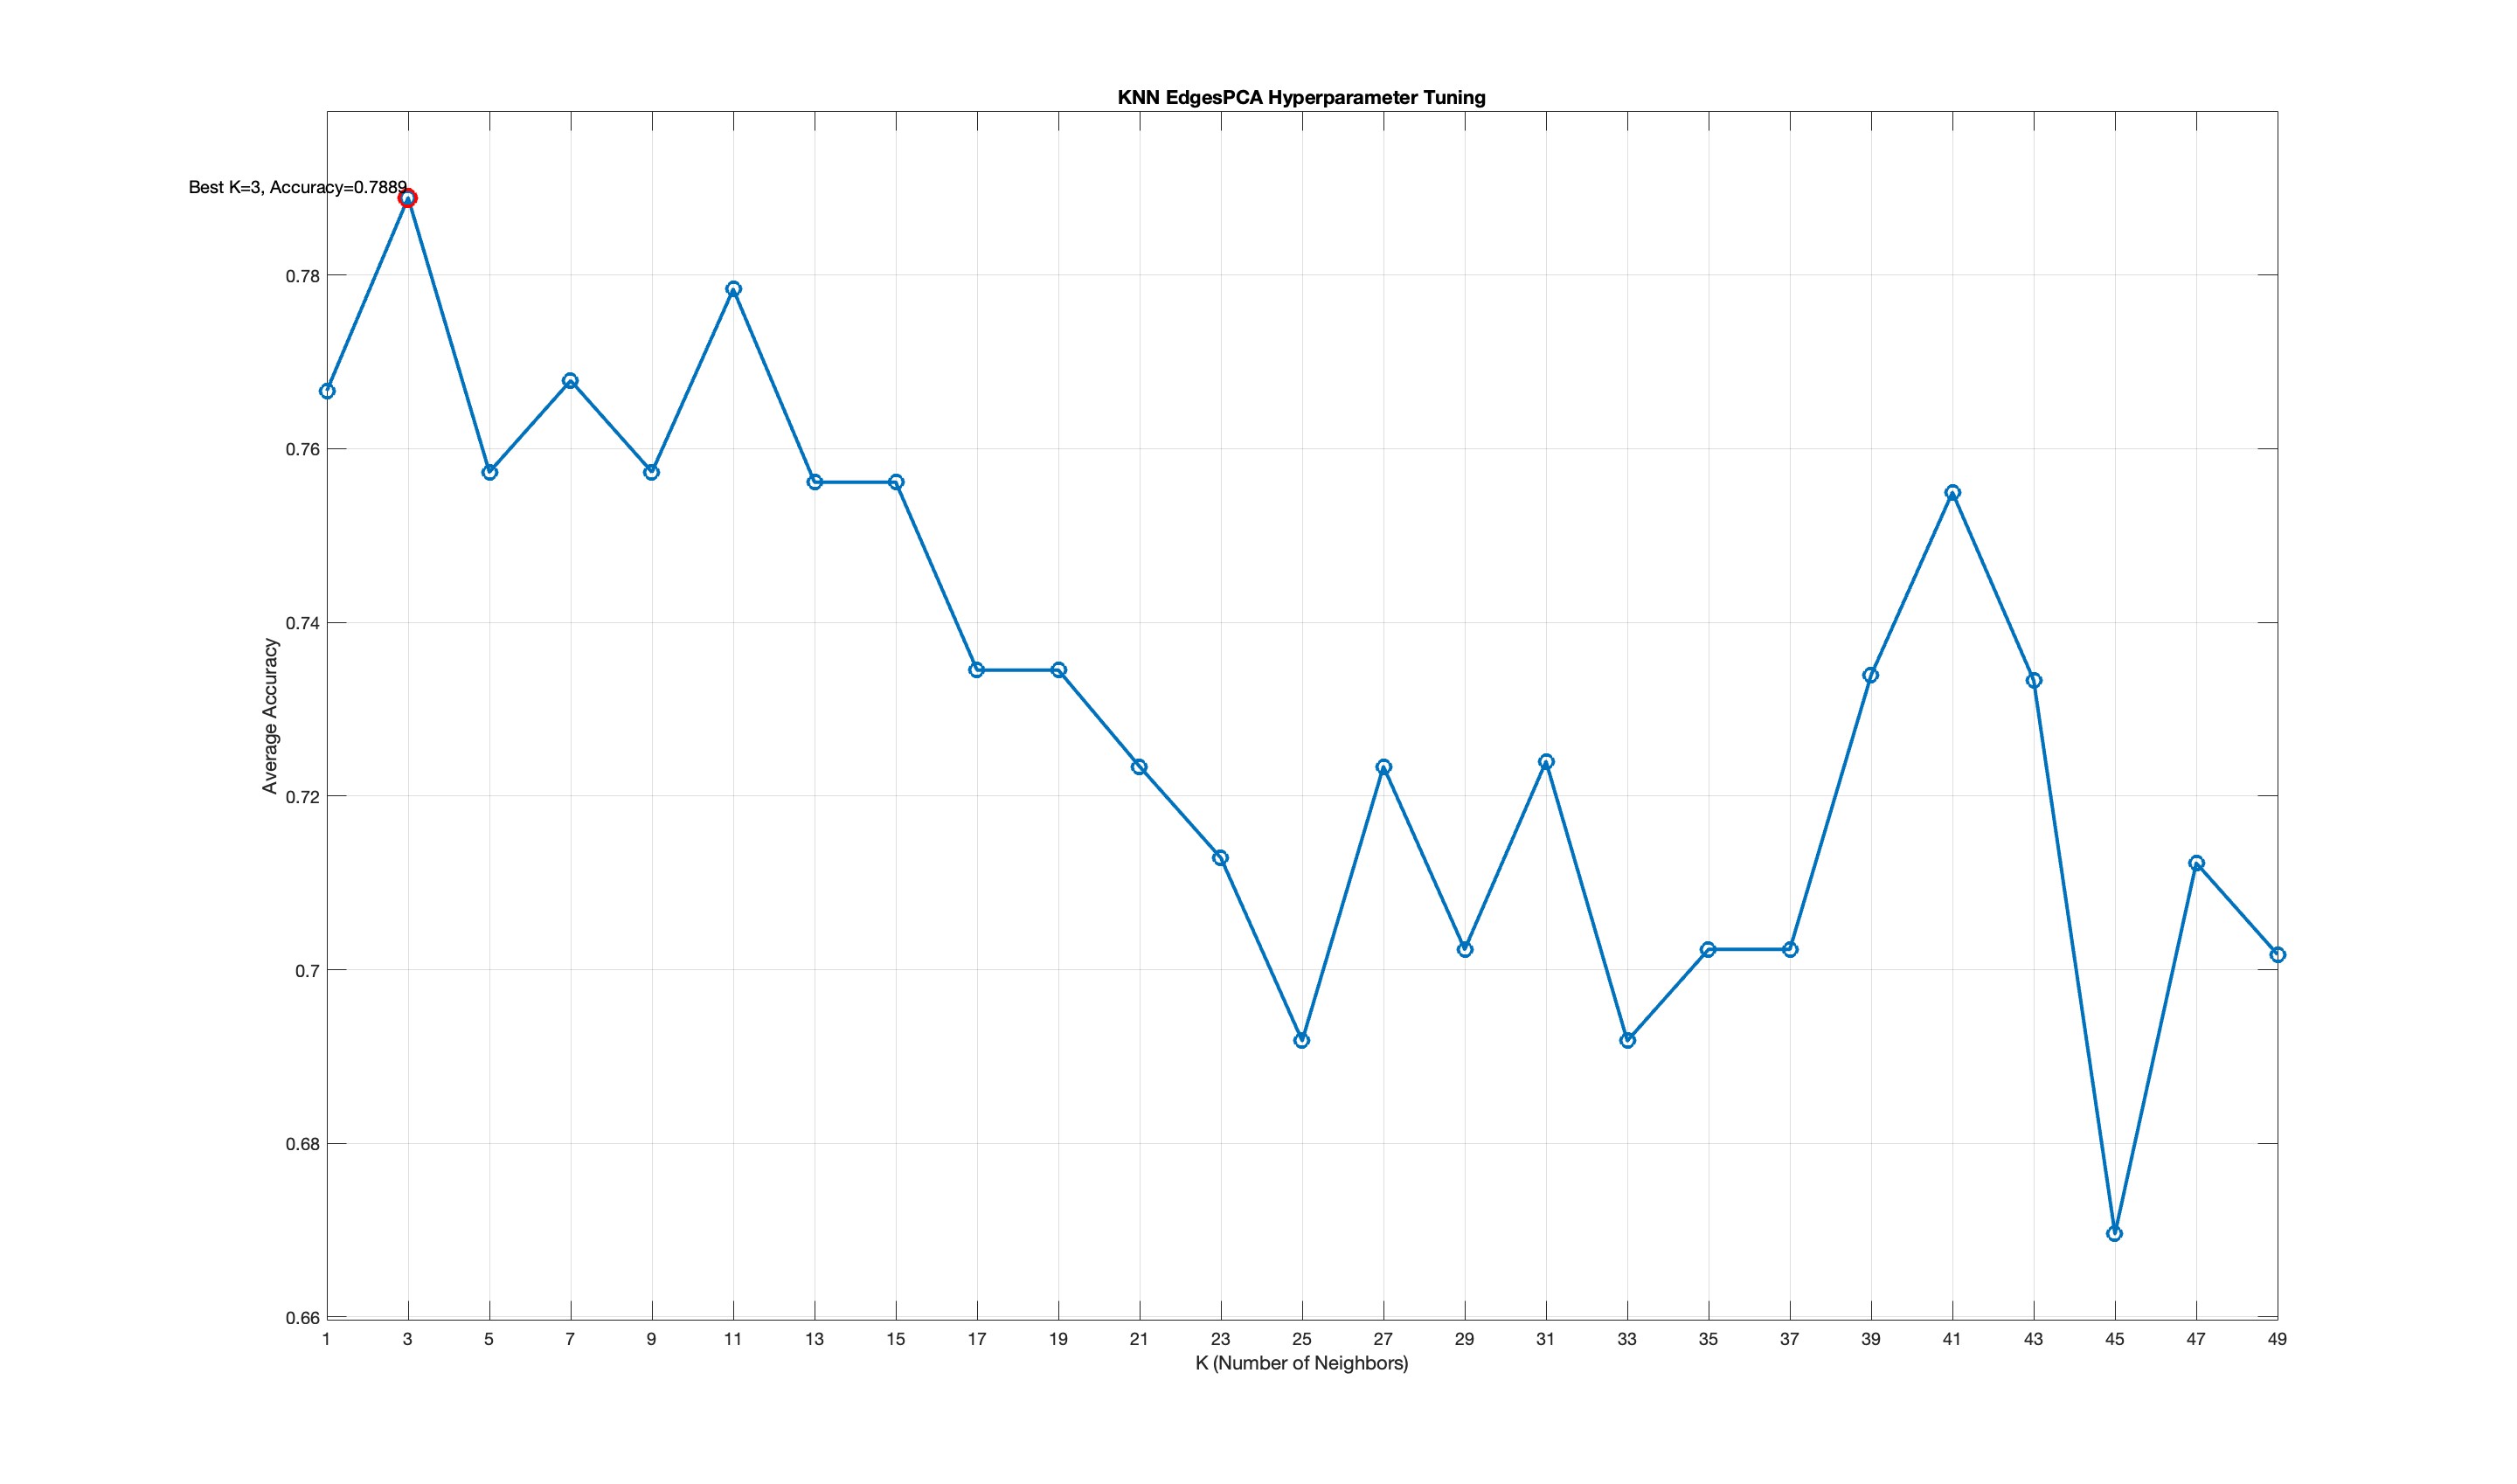 KNN EdgesPCA Hyperparameter Tuning
Best K=3, Accuracy=0.7889
0.78
0.76
0.74
0.72
0.7
0.68
0.66
Average Accuracy
1 3 5 7 9 11 13 15 17 19 21 23 25 27 29 31 33 35 37 39 41 43 45 47 49
K (Number of Neighbors)